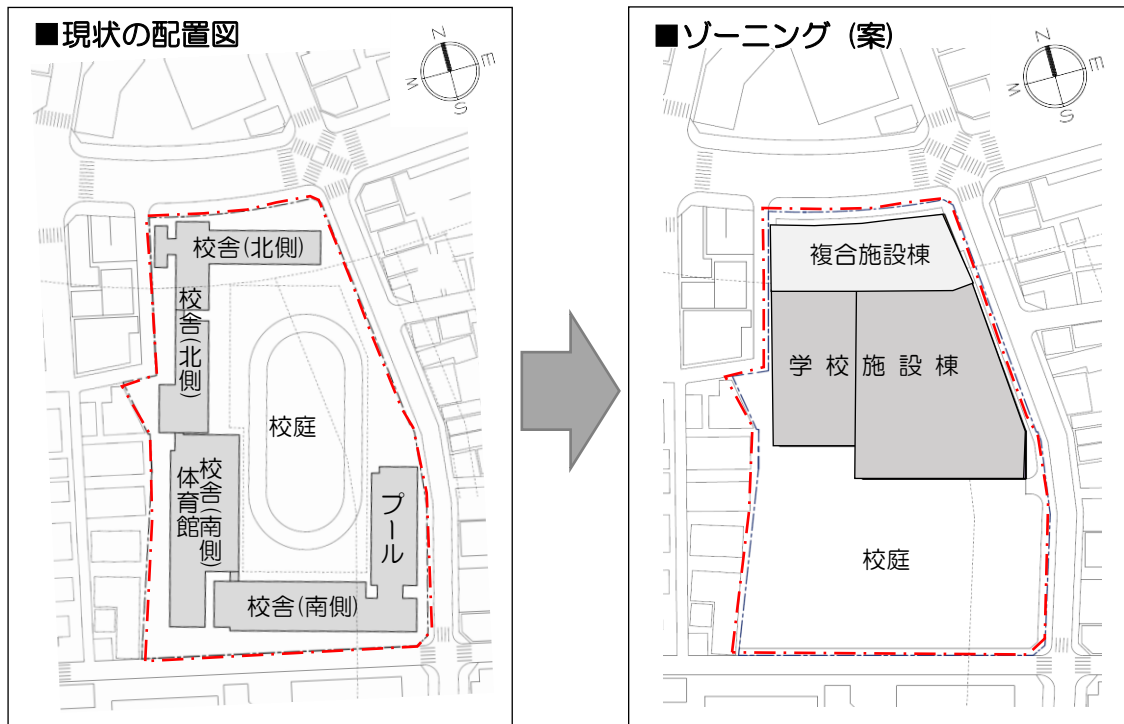 ■現状の配置図
N
E
W
S
校舎(北側)
校舎(北側)
校庭
校舎(南側)
体育館
プール
校舎(南側)
■ゾーニング (案)
N
E
W
S
複合施設棟
学校施設棟
校庭